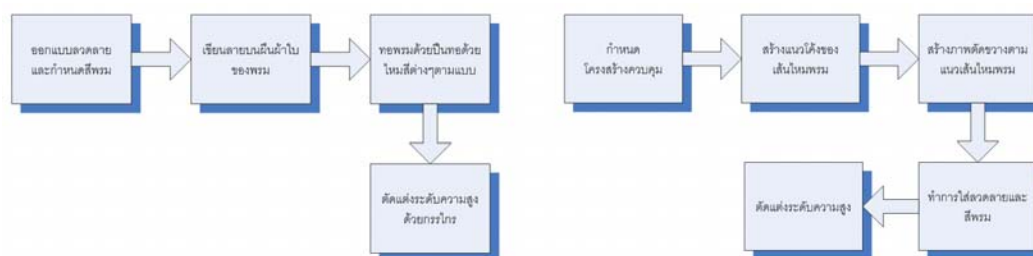 ออกแบบลวดลาย
และกำหนดสีพรม
เขียนลายบนผืนผ้าใบ
ของพรม
ทอพรมด้วยปืนทอด้วย
ไหมสีต่างๆตามแบบ
ตัดแต่งระดับความสูง
ด้วยกรรไกร
กำหนด
โครงสร้างควบคุม
สร้างแนวโค้งของ
เส้นไหมพรม
สร้างภาพตัดขวางตาม
แนวเส้นไหมพรม
ทำการใส่ลวดลายและ
สีพรม
ตัดแต่งระดับความสูง